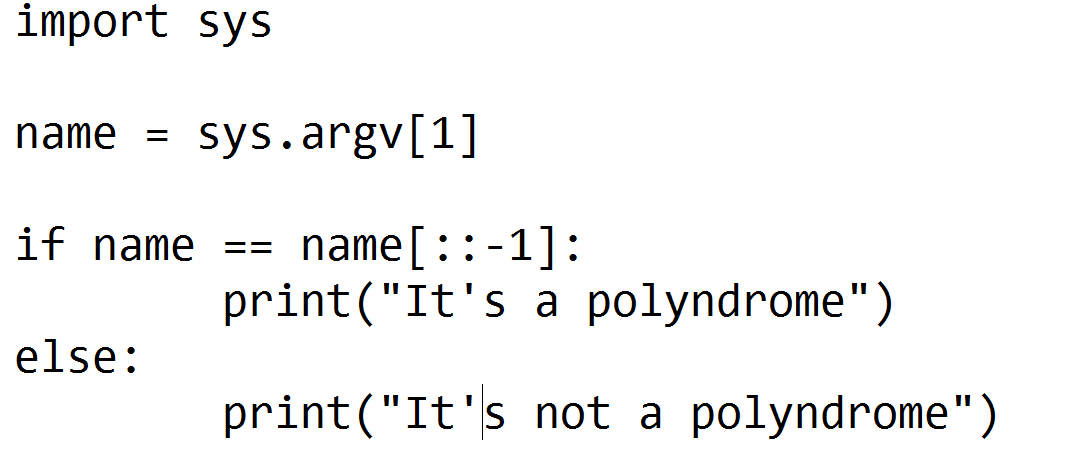 import sys
name = sys.argv[1]
if name == name[::-1]:
        print("It's a polyndrome")
else:
        print("It's not a polyndrome")